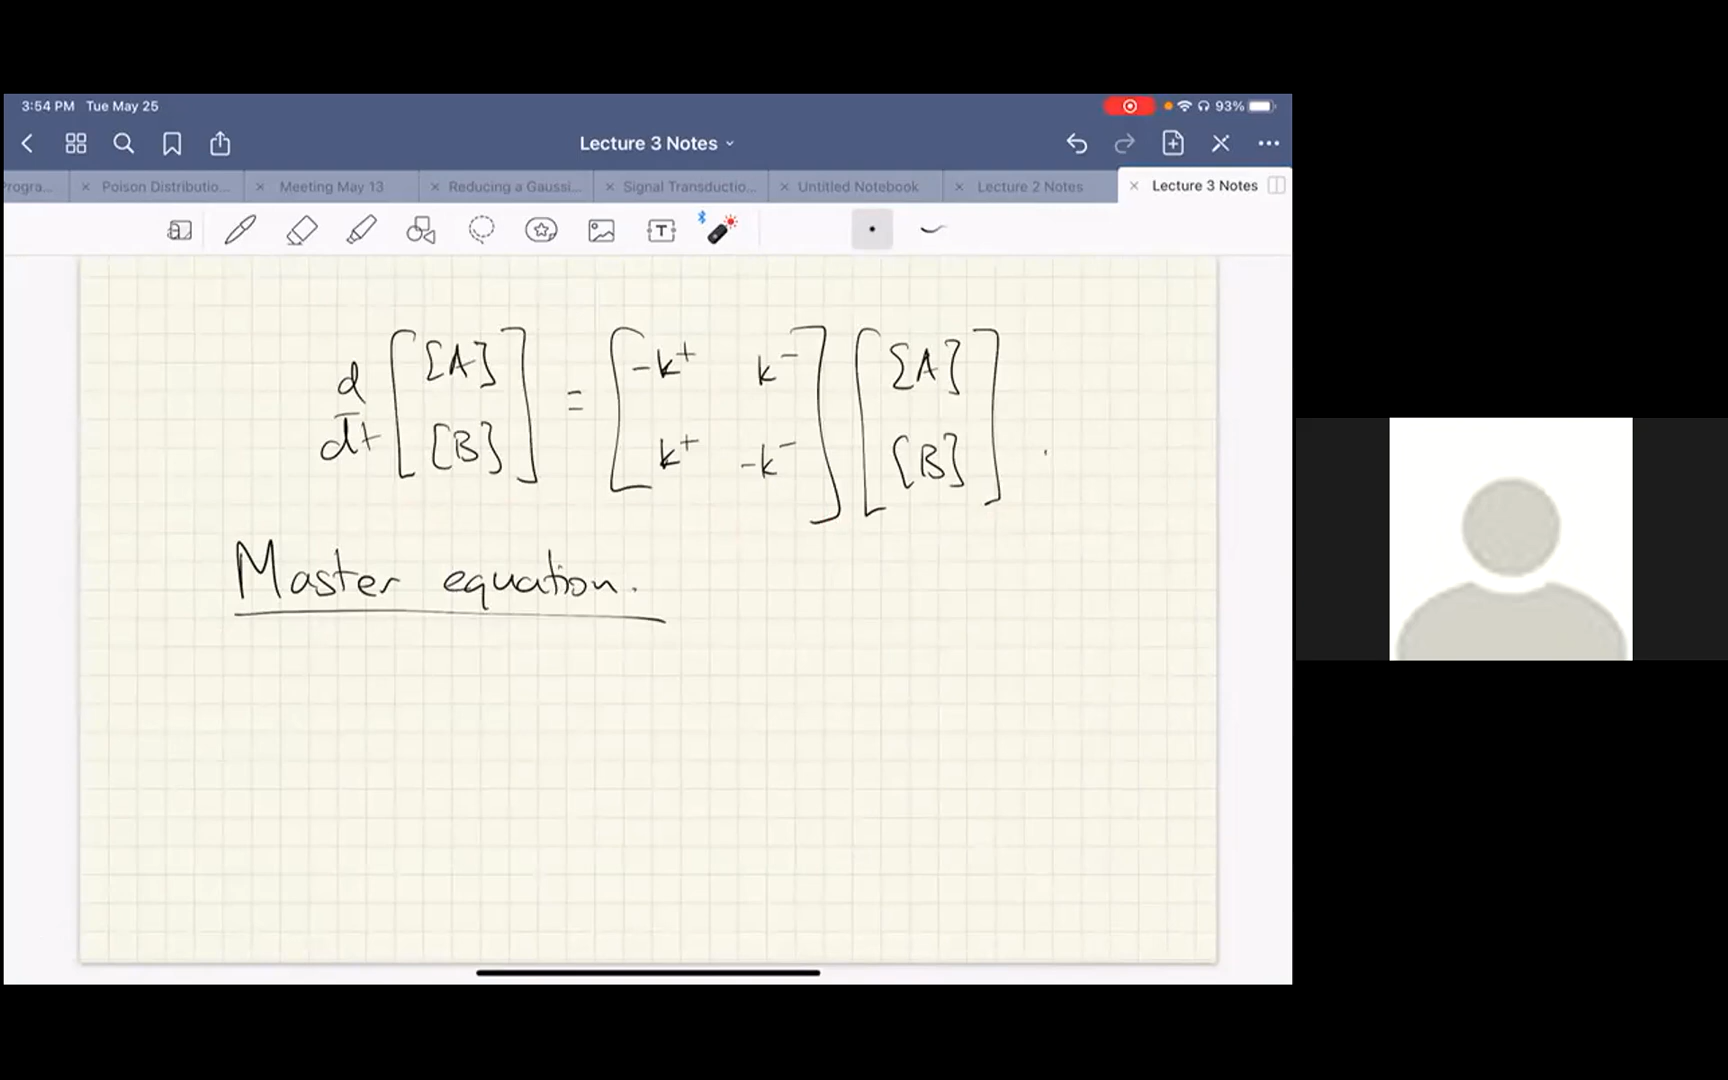 3:54 PM Tue May 25 93%
Lecture 3 Notes
Progra... Poison Distributio... Meeting May 13 Reducing a Gaussi... Signal Transductio... Untitled Notebook Lecture 2 Notes Lecture 3 Notes
T
d/dt [[A] [B]] = [-k⁺ k⁻ k⁺ -k⁻] [[A] [B]] .
Master equation.